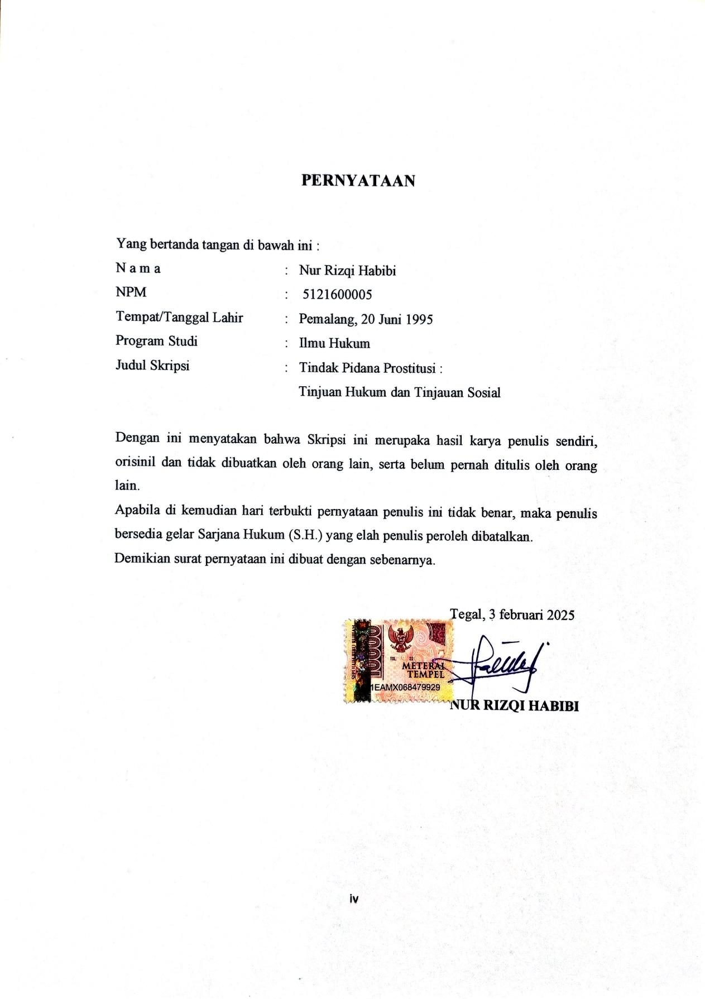 PERNYATAAN
Yang bertanda tangan di bawah ini :
N a m a : Nur Rizqi Habibi
NPM : 5121600005
Tempat/Tanggal Lahir : Pemalang, 20 Juni 1995
Program Studi : Ilmu Hukum
Judul Skripsi : Tindak Pidana Prostitusi :
Tinjuan Hukum dan Tinjauan Sosial
Dengan ini menyatakan bahwa Skripsi ini merupaka hasil karya penulis sendiri,
orisinil dan tidak dibuatkan oleh orang lain, serta belum pernah ditulis oleh orang
lain.
Apabila di kemudian hari terbukti pernyataan penulis ini tidak benar, maka penulis
bersedia gelar Sarjana Hukum (S.H.) yang elah penulis peroleh dibatalkan.
Demikian surat pernyataan ini dibuat dengan sebenarnya.
Tegal, 3 februari 2025
SEPULUH RIBU RUPIAH
10000
TGL 20
METERAI
TEMPEL
1EAMX068479929
NUR RIZQI HABIBI
iv